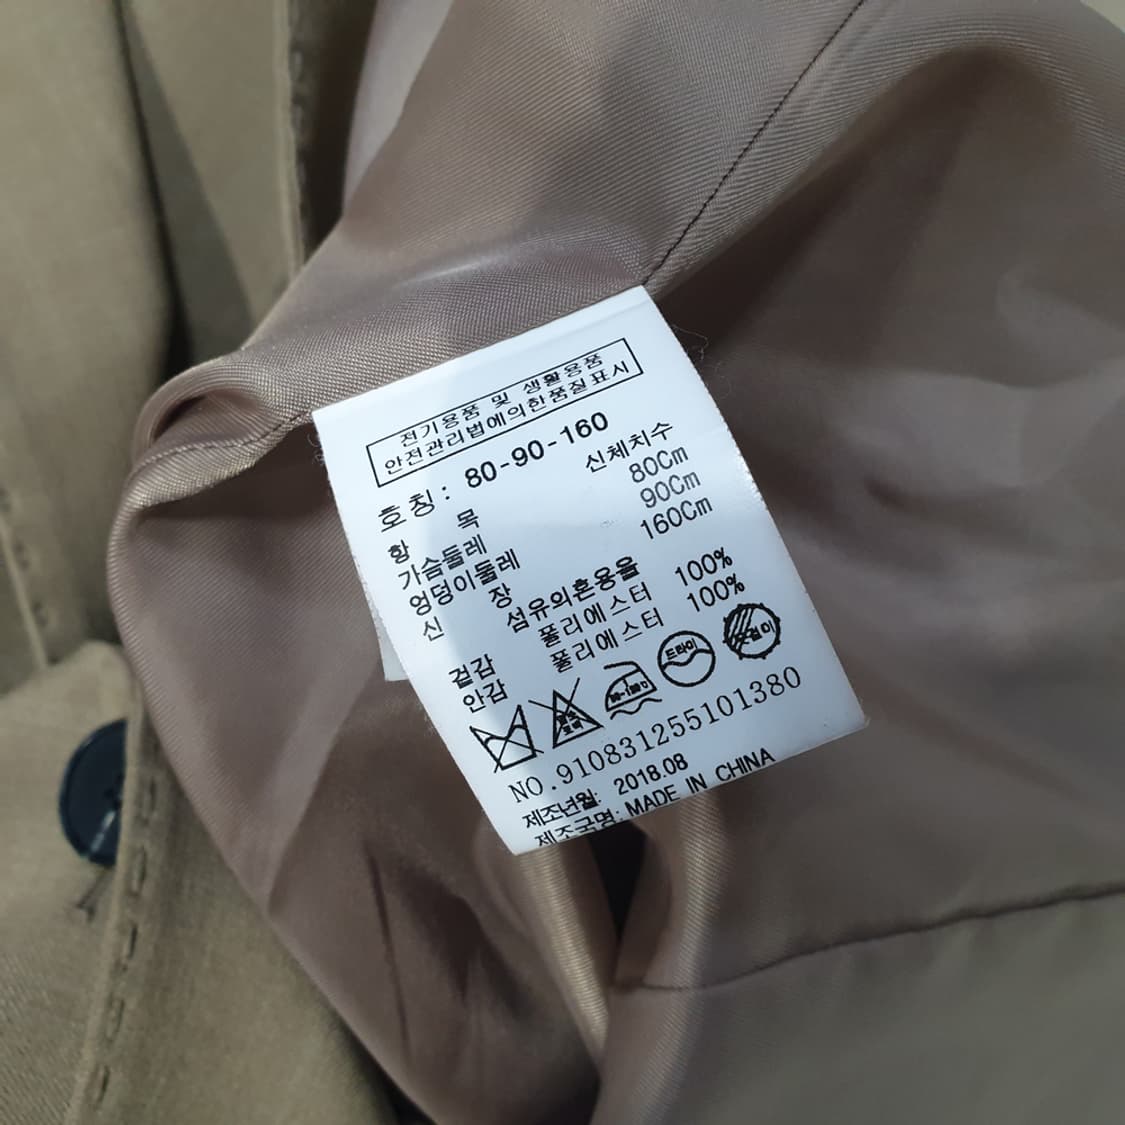 전기용품 및 생활용품
안전관리법에의한품질표시
호칭: 80-90-160
항 목 신체치수
가슴둘레 80Cm
엉덩이둘레 90Cm
신 장 160Cm
섬유의혼용율
겉감 폴리에스터 100%
안감 폴리에스터 100%
드라이
NO.910831255101380
제조년월: 2018.08
제조국명: MADE IN CHINA